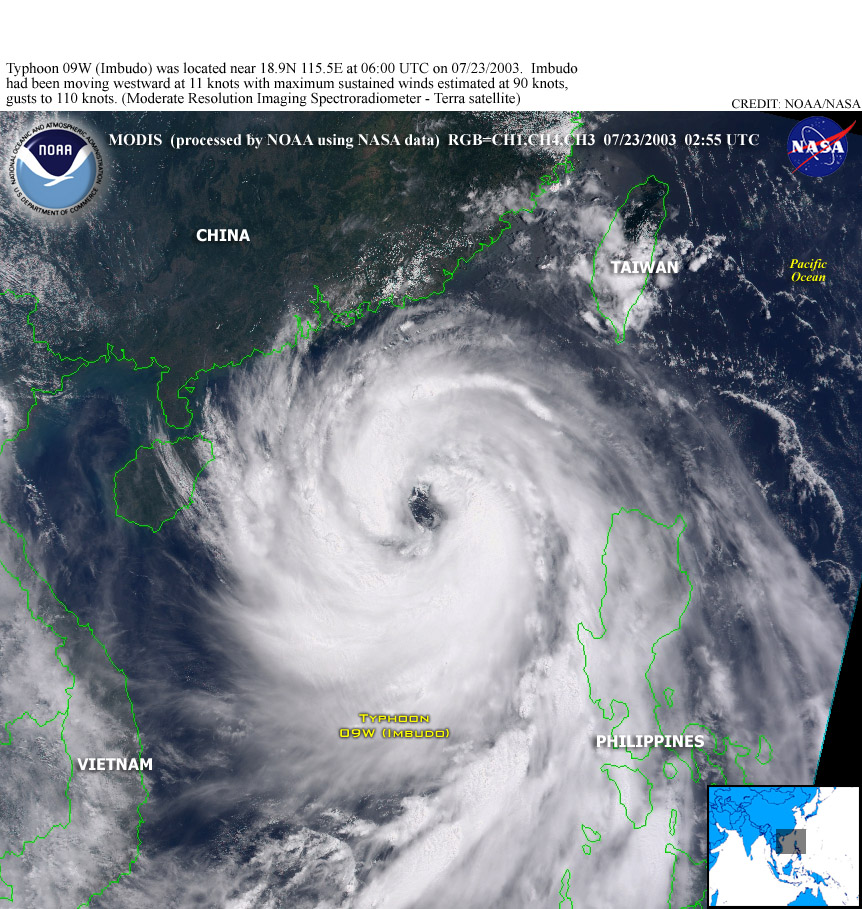 Typhoon 09W (Imbudo) was located near 18.9N 115.5E at 06:00 UTC on 07/23/2003.  Imbudo
had been moving westward at 11 knots with maximum sustained winds estimated at 90 knots,
gusts to 110 knots. (Moderate Resolution Imaging Spectroradiometer - Terra satellite)
CREDIT: NOAA/NASA
NATIONAL OCEANIC AND ATMOSPHERIC ADMINISTRATION
NOAA
U.S. DEPARTMENT OF COMMERCE
MODIS  (processed by NOAA using NASA data)  RGB=CH1,CH4,CH3  07/23/2003  02:55 UTC
NASA
CHINA
TAIWAN
Pacific
Ocean
TYPHOON
09W (IMBUDO)
PHILIPPINES
VIETNAM